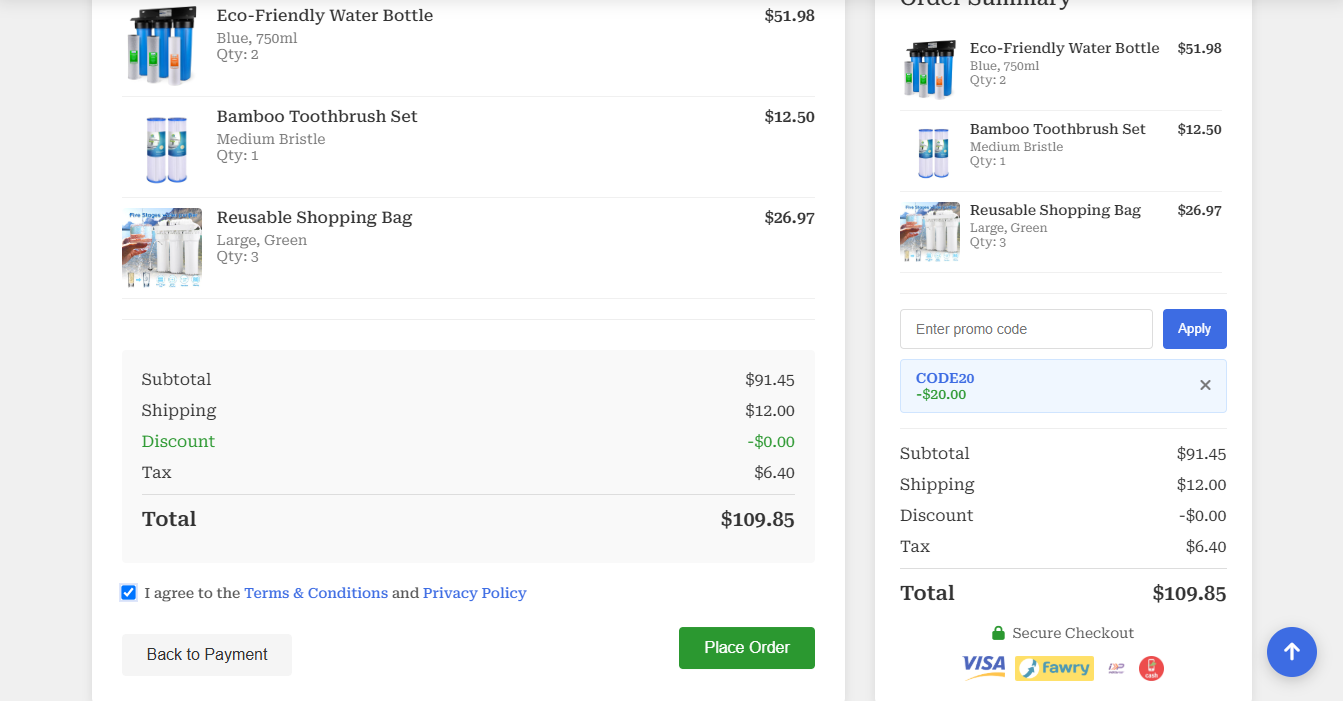 Eco-Friendly Water Bottle $51.98
Blue, 750ml
Qty: 2
Bamboo Toothbrush Set $12.50
Medium Bristle
Qty: 1
Five Stages
Reusable Shopping Bag $26.97
Large, Green
Qty: 3
Subtotal $91.45
Shipping $12.00
Discount -$0.00
Tax $6.40
Total $109.85
I agree to the Terms & Conditions and Privacy Policy
Back to Payment
Place Order
Order Summary
Eco-Friendly Water Bottle $51.98
Blue, 750ml
Qty: 2
Bamboo Toothbrush Set $12.50
Medium Bristle
Qty: 1
Five Stages
Reusable Shopping Bag $26.97
Large, Green
Qty: 3
Enter promo code
Apply
CODE20
-$20.00
Subtotal $91.45
Shipping $12.00
Discount -$0.00
Tax $6.40
Total $109.85
Secure Checkout
VISA fawry cash